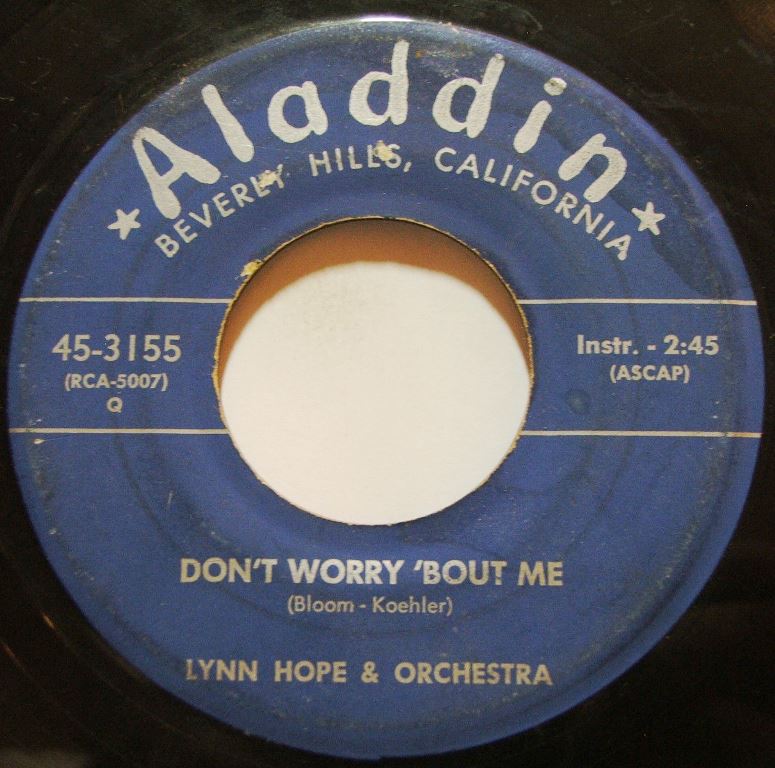 Aladdin
BEVERLY HILLS, CALIFORNIA
45-3155
(RCA-5007)
Q
Instr. - 2:45
(ASCAP)
DON'T WORRY 'BOUT ME
(Bloom - Koehler)
LYNN HOPE & ORCHESTRA